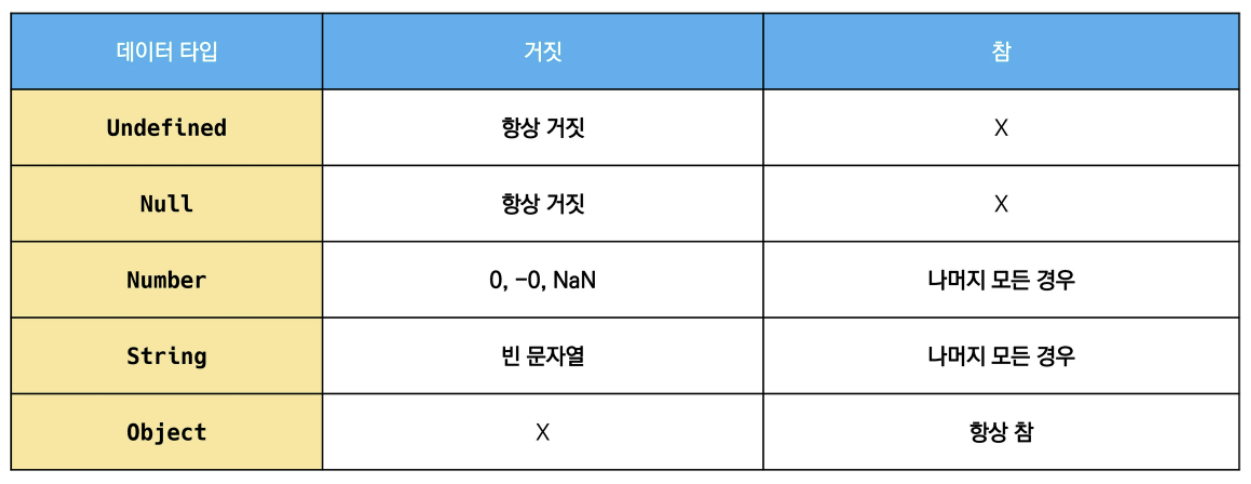 데이터 타입 거짓 참
Undefined 항상 거짓 X
Null 항상 거짓 X
Number 0, -0, NaN 나머지 모든 경우
String 빈 문자열 나머지 모든 경우
Object X 항상 참